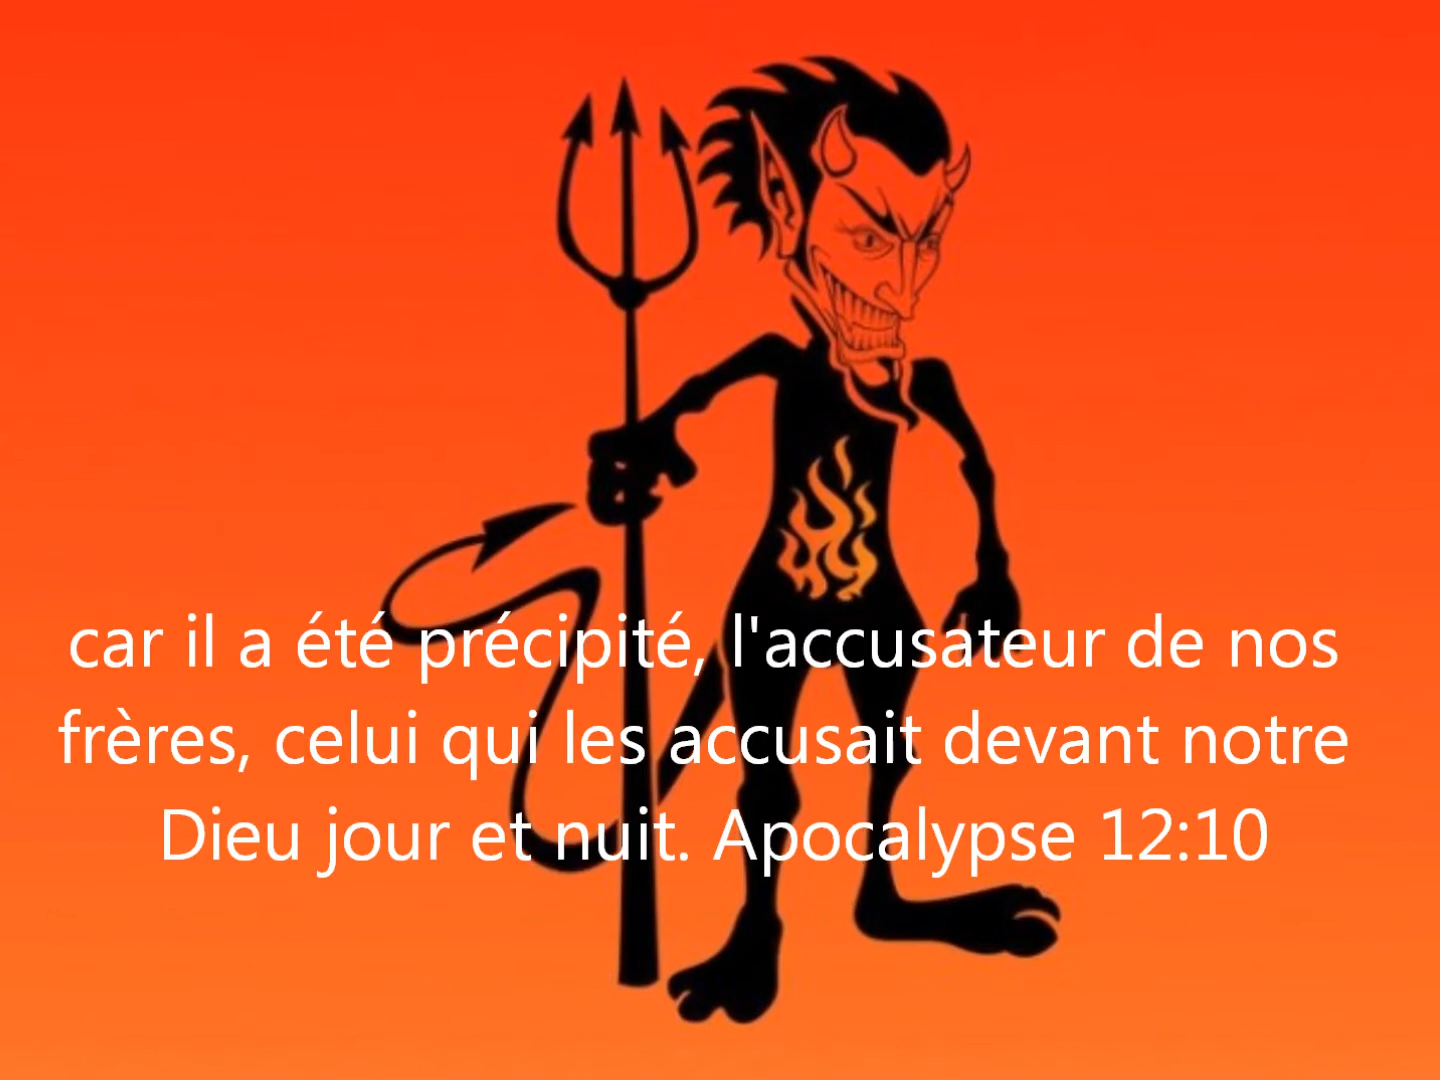 car il a été précipité, l'accusateur de nos
frères, celui qui les accusait devant notre
Dieu jour et nuit. Apocalypse 12:10